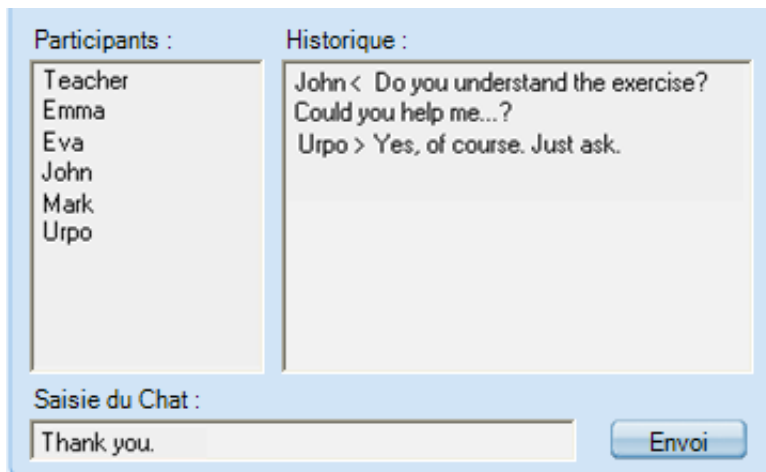 Participants :
Teacher
Emma
Eva
John
Mark
Urpo
Historique :
John < Do you understand the exercise?
Could you help me...?
Urpo > Yes, of course. Just ask.
Saisie du Chat :
Thank you.
Envoi